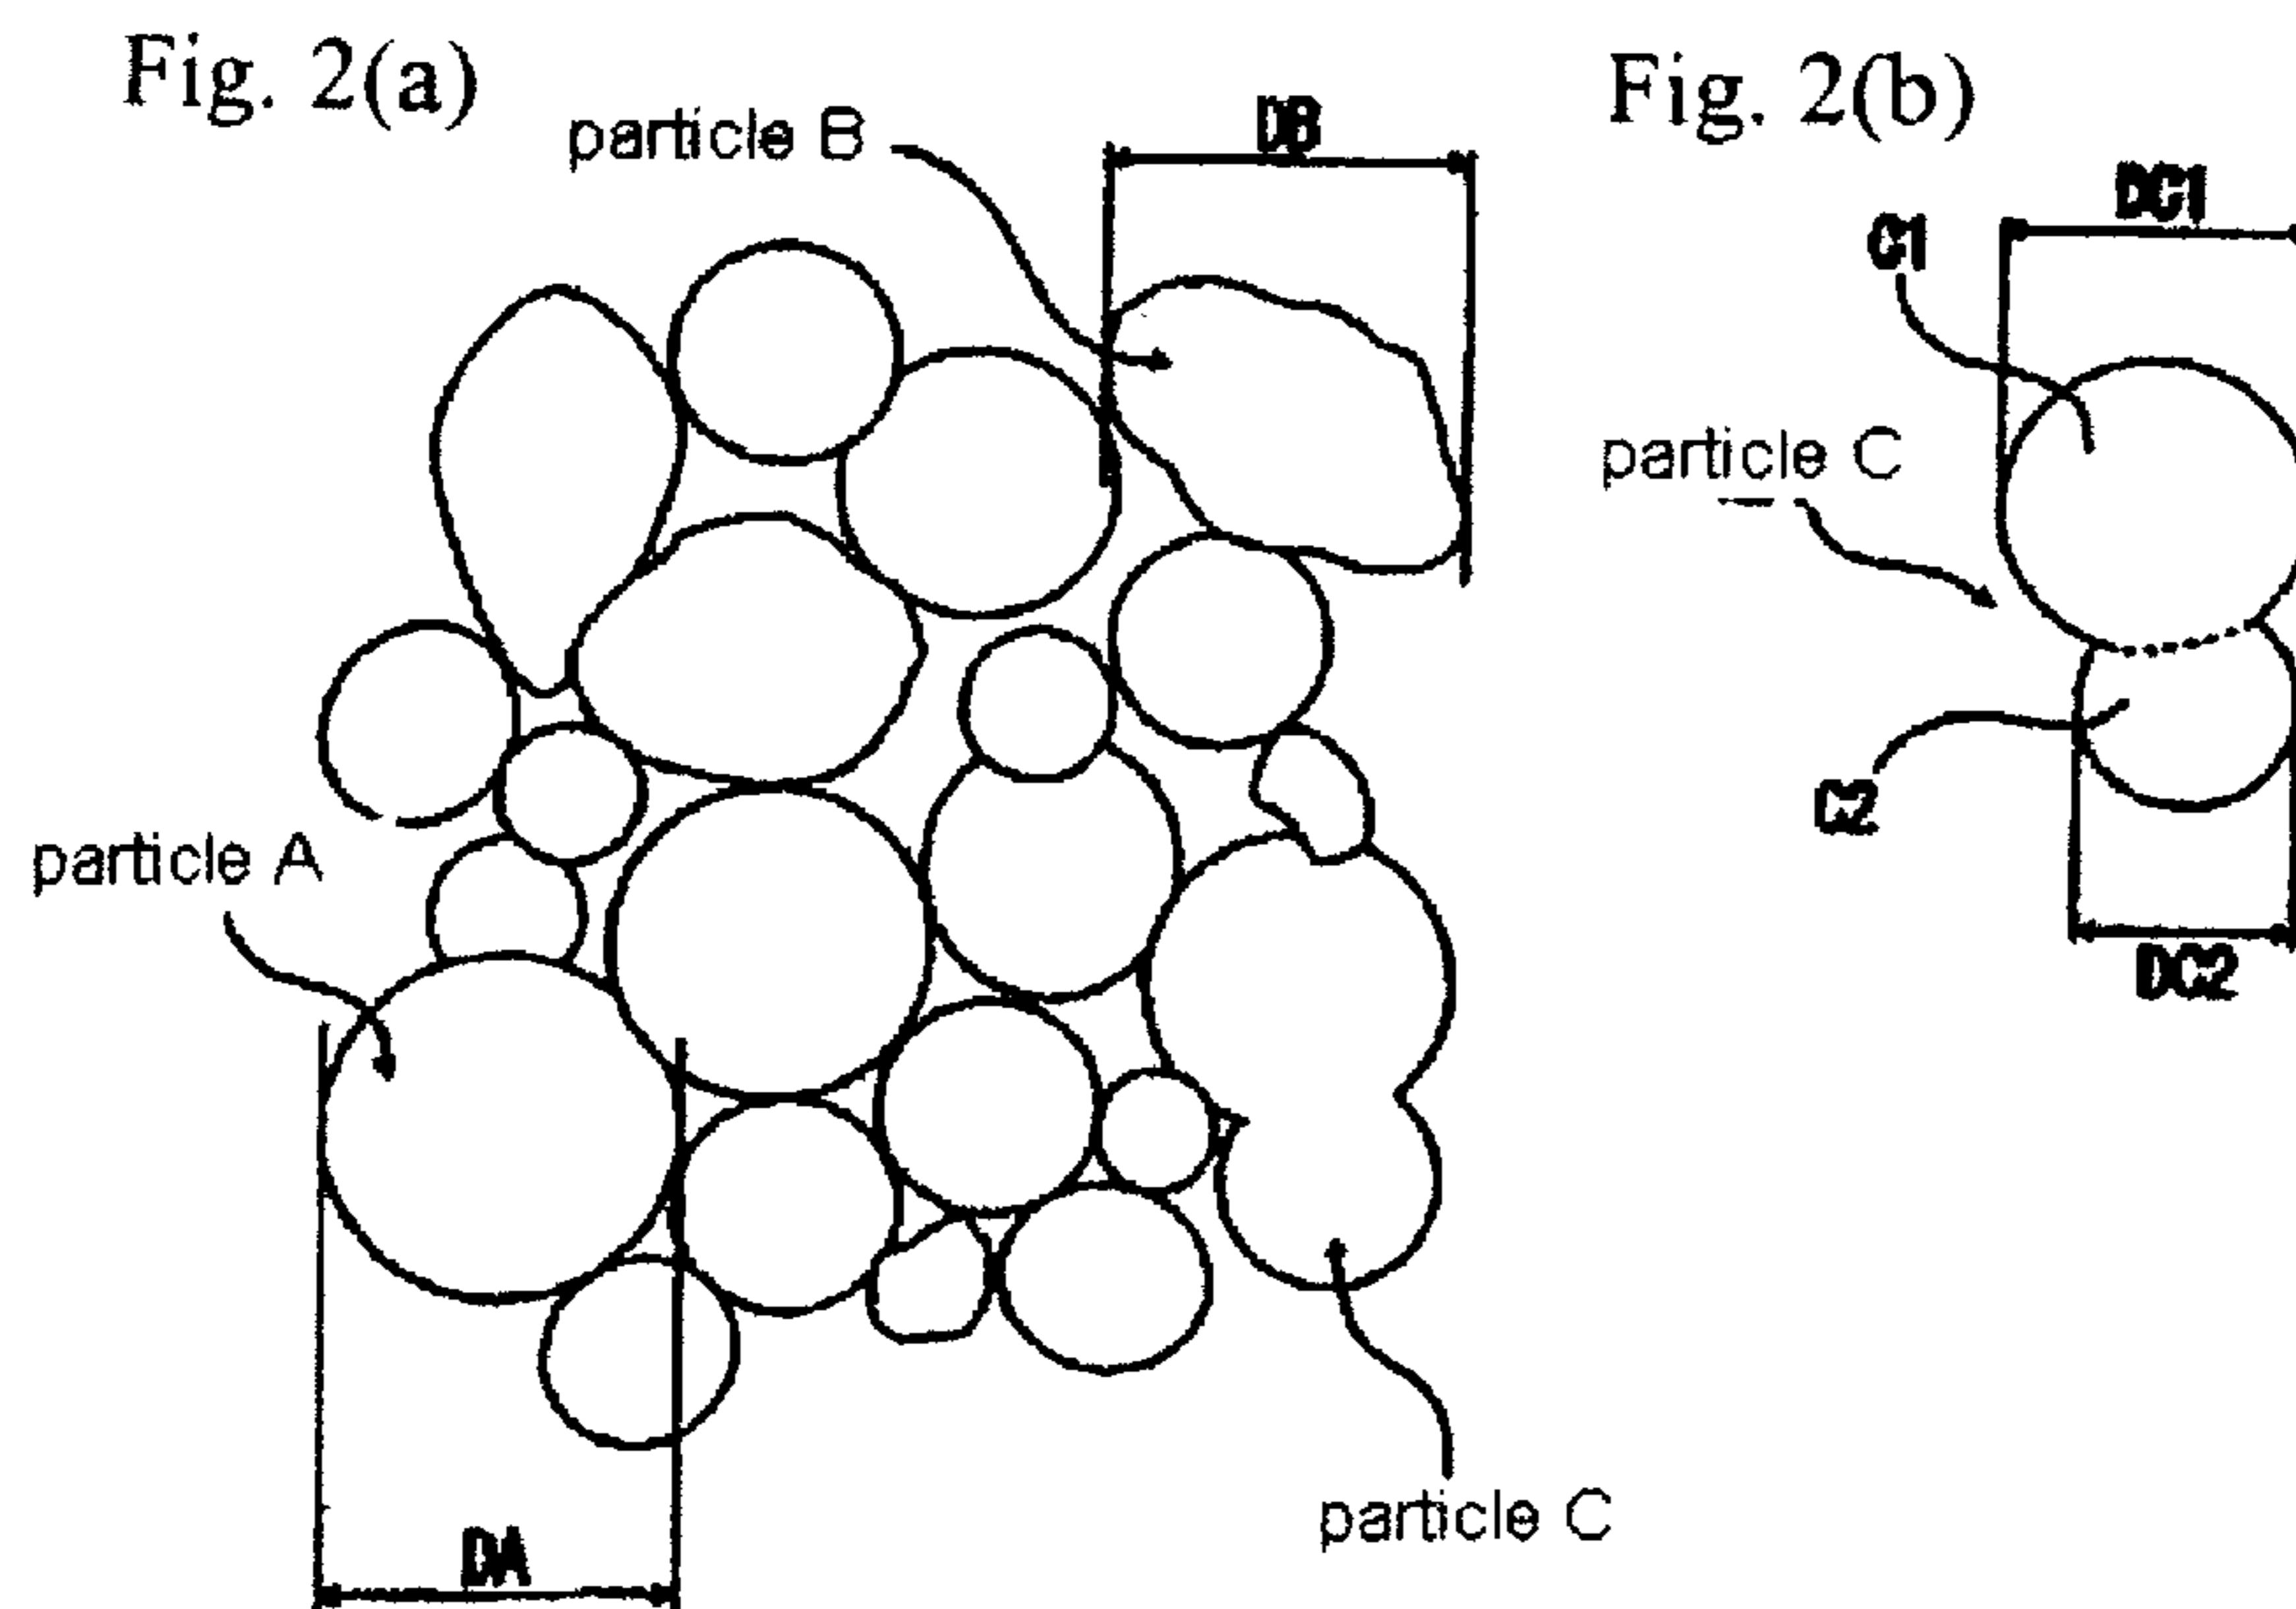 Fig. 2(a)
Fig. 2(b)
particle B
DB
DC1
C1
particle C
C2
particle A
DC2
particle C
DA